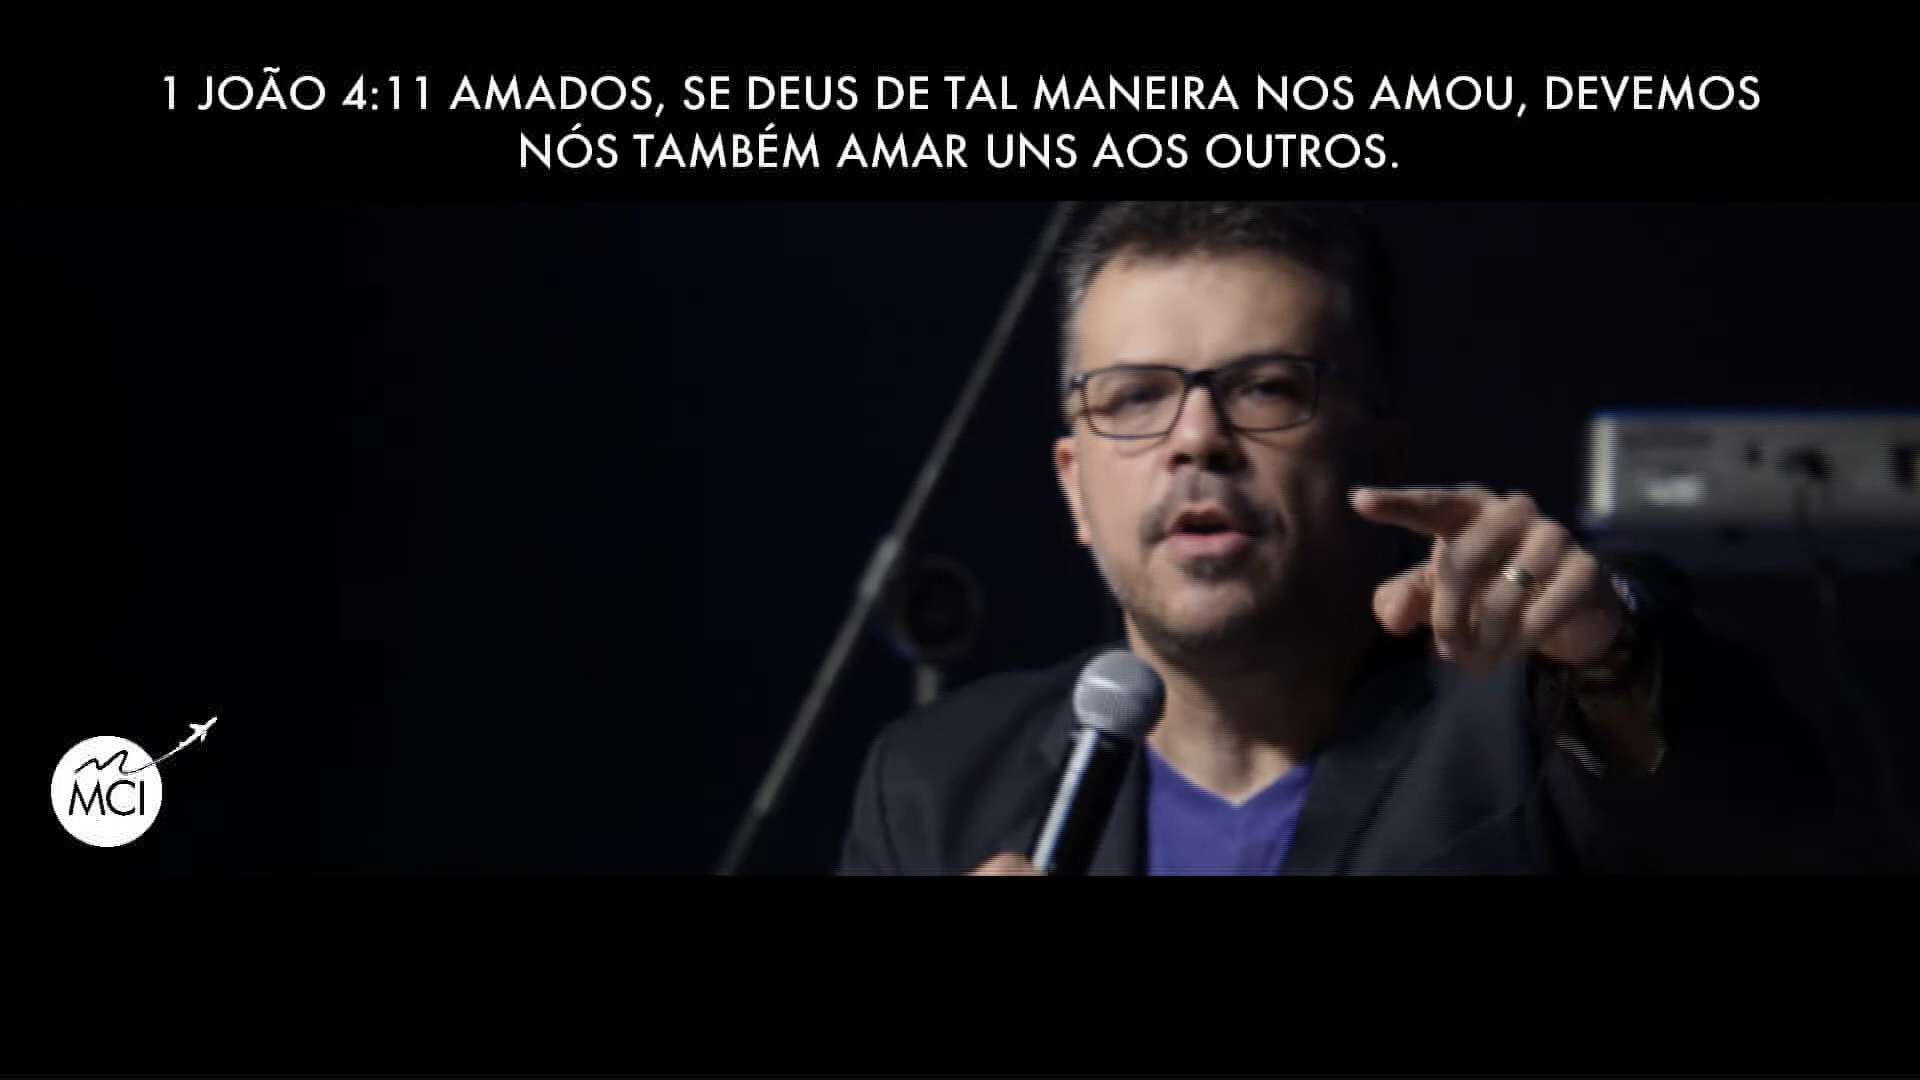 1 JOÃO 4:11 AMADOS, SE DEUS DE TAL MANEIRA NOS AMOU, DEVEMOS
NÓS TAMBÉM AMAR UNS AOS OUTROS.
MCI